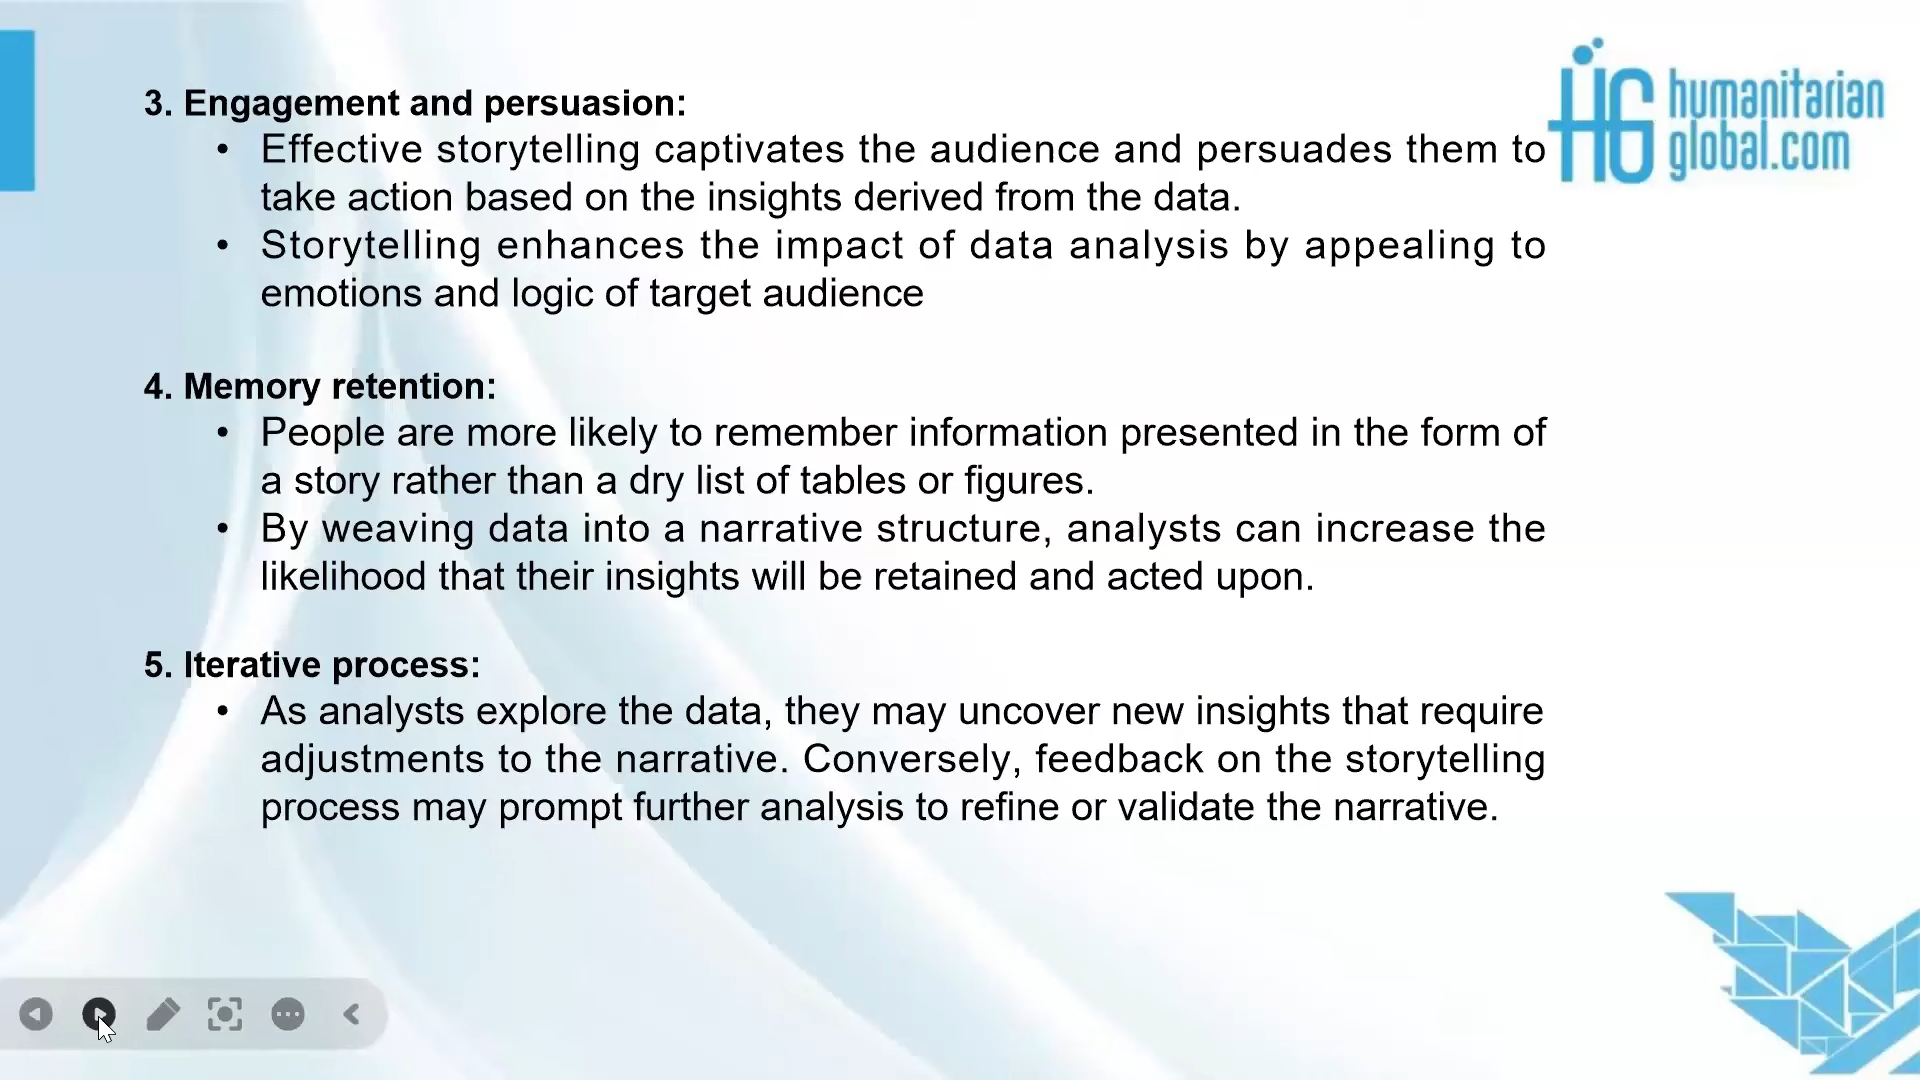 3. Engagement and persuasion:
• Effective storytelling captivates the audience and persuades them to
take action based on the insights derived from the data.
• Storytelling enhances the impact of data analysis by appealing to
emotions and logic of target audience
4. Memory retention:
• People are more likely to remember information presented in the form of
a story rather than a dry list of tables or figures.
• By weaving data into a narrative structure, analysts can increase the
likelihood that their insights will be retained and acted upon.
5. Iterative process:
• As analysts explore the data, they may uncover new insights that require
adjustments to the narrative. Conversely, feedback on the storytelling
process may prompt further analysis to refine or validate the narrative.
HG humanitarian
global.com